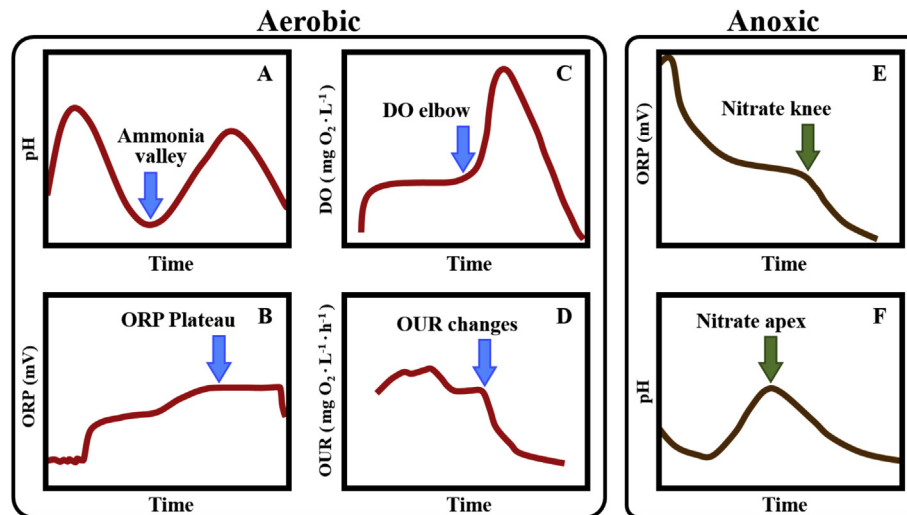 Aerobic
Anoxic
A
pH
Ammonia
valley
Time
C
DO (mg O₂ · L⁻¹)
DO elbow
Time
E
ORP (mV)
Nitrate knee
Time
B
ORP (mV)
ORP Plateau
Time
D
OUR (mg O₂ · L⁻¹ · h⁻¹)
OUR changes
Time
F
pH
Nitrate apex
Time